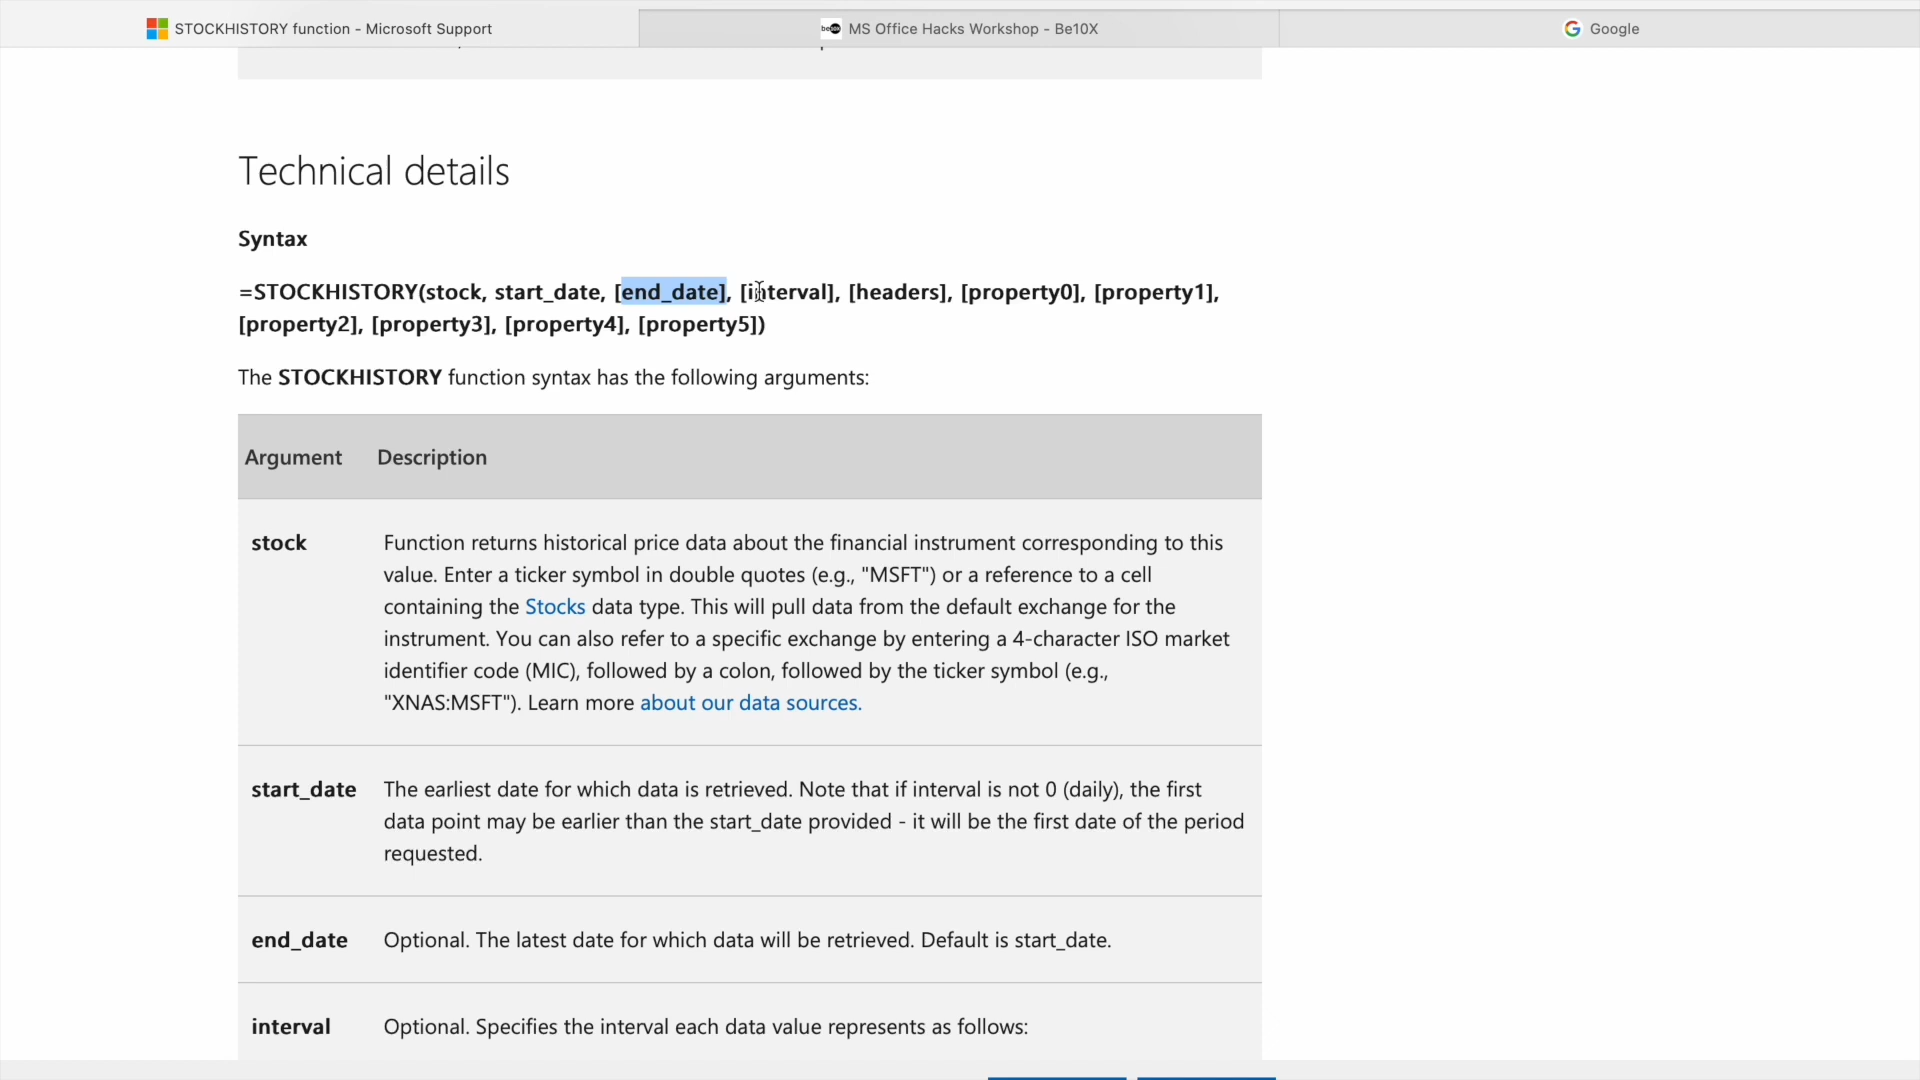 STOCKHISTORY function - Microsoft Support
be10x MS Office Hacks Workshop - Be10X
Google
Technical details
Syntax
=STOCKHISTORY(stock, start_date, [end_date], [interval], [headers], [property0], [property1],
[property2], [property3], [property4], [property5])
The STOCKHISTORY function syntax has the following arguments:
Argument Description
stock Function returns historical price data about the financial instrument corresponding to this
value. Enter a ticker symbol in double quotes (e.g., "MSFT") or a reference to a cell
containing the Stocks data type. This will pull data from the default exchange for the
instrument. You can also refer to a specific exchange by entering a 4-character ISO market
identifier code (MIC), followed by a colon, followed by the ticker symbol (e.g.,
"XNAS:MSFT"). Learn more about our data sources.
start_date The earliest date for which data is retrieved. Note that if interval is not 0 (daily), the first
data point may be earlier than the start_date provided - it will be the first date of the period
requested.
end_date Optional. The latest date for which data will be retrieved. Default is start_date.
interval Optional. Specifies the interval each data value represents as follows: